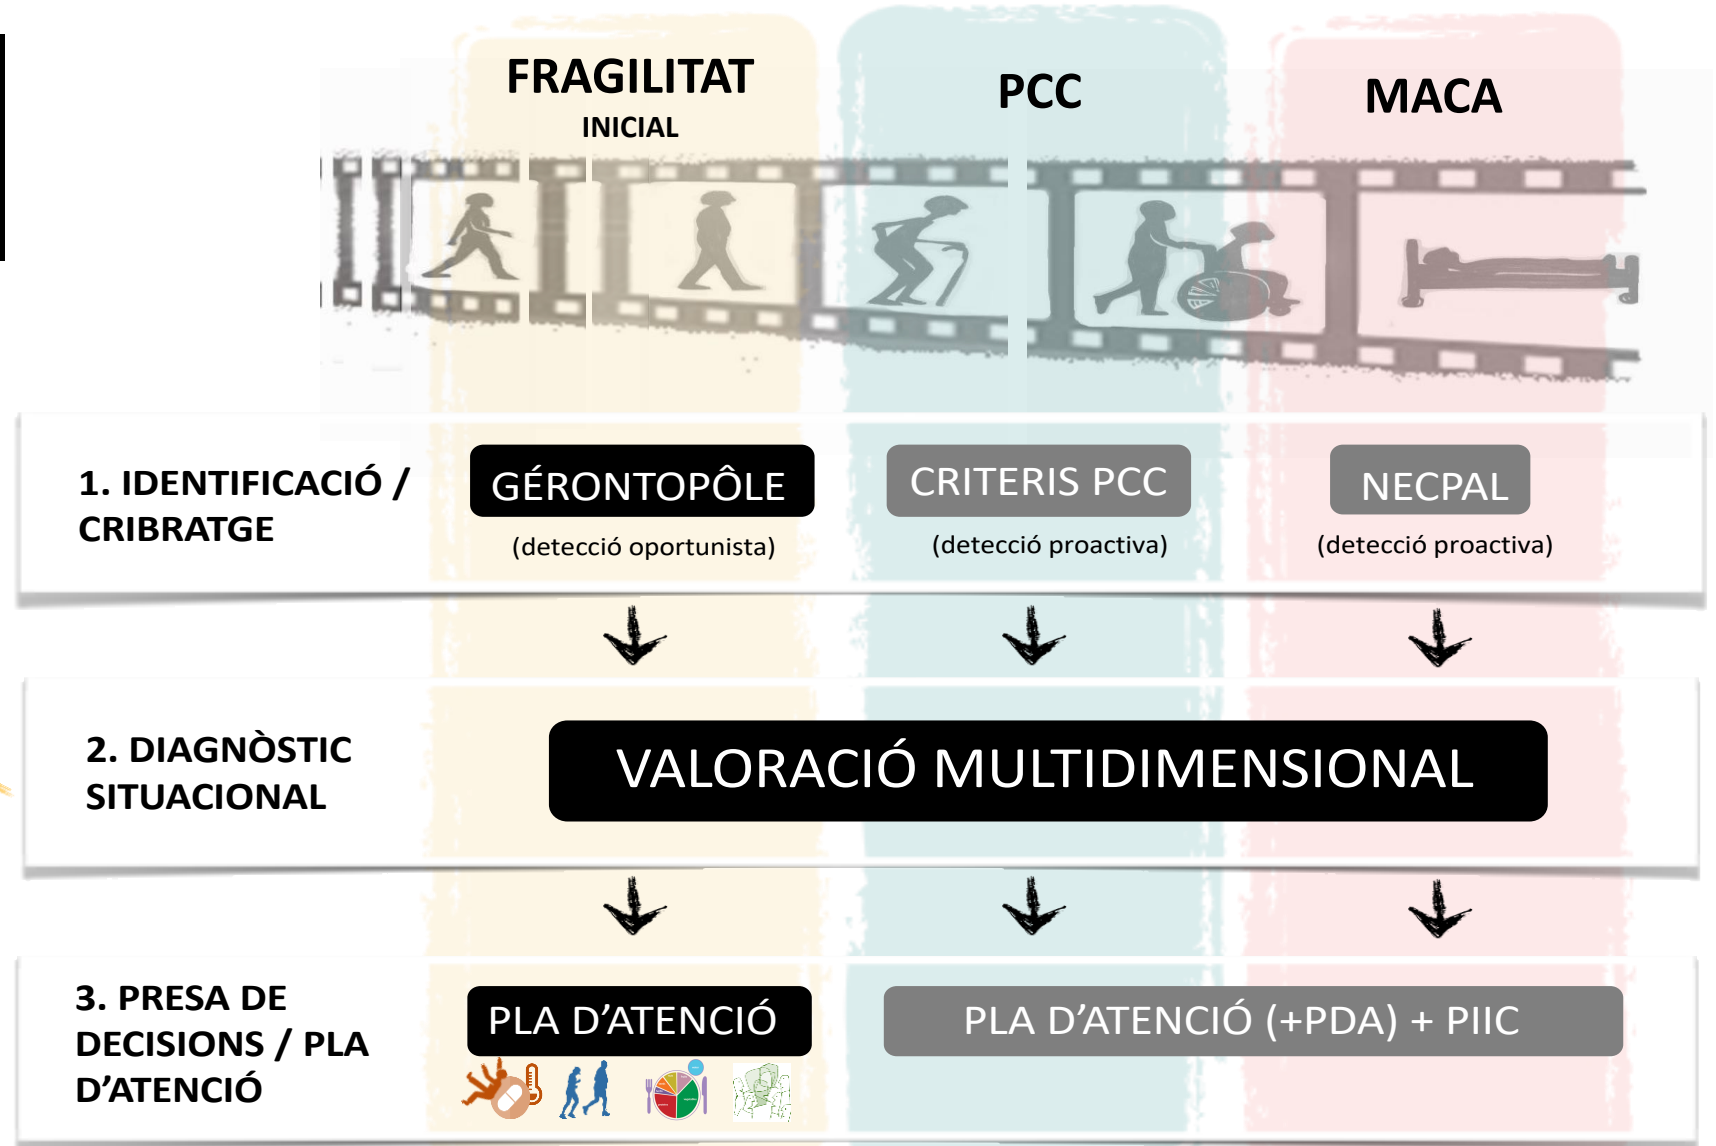 FRAGILITAT
INICIAL
PCC
MACA
1. IDENTIFICACIÓ /
CRIBRATGE
GÉRONTOPÔLE
(detecció oportunista)
CRITERIS PCC
(detecció proactiva)
NECPAL
(detecció proactiva)
2. DIAGNÒSTIC
SITUACIONAL
VALORACIÓ MULTIDIMENSIONAL
3. PRESA DE
DECISIONS / PLA
D’ATENCIÓ
PLA D’ATENCIÓ
PLA D’ATENCIÓ (+PDA) + PIIC